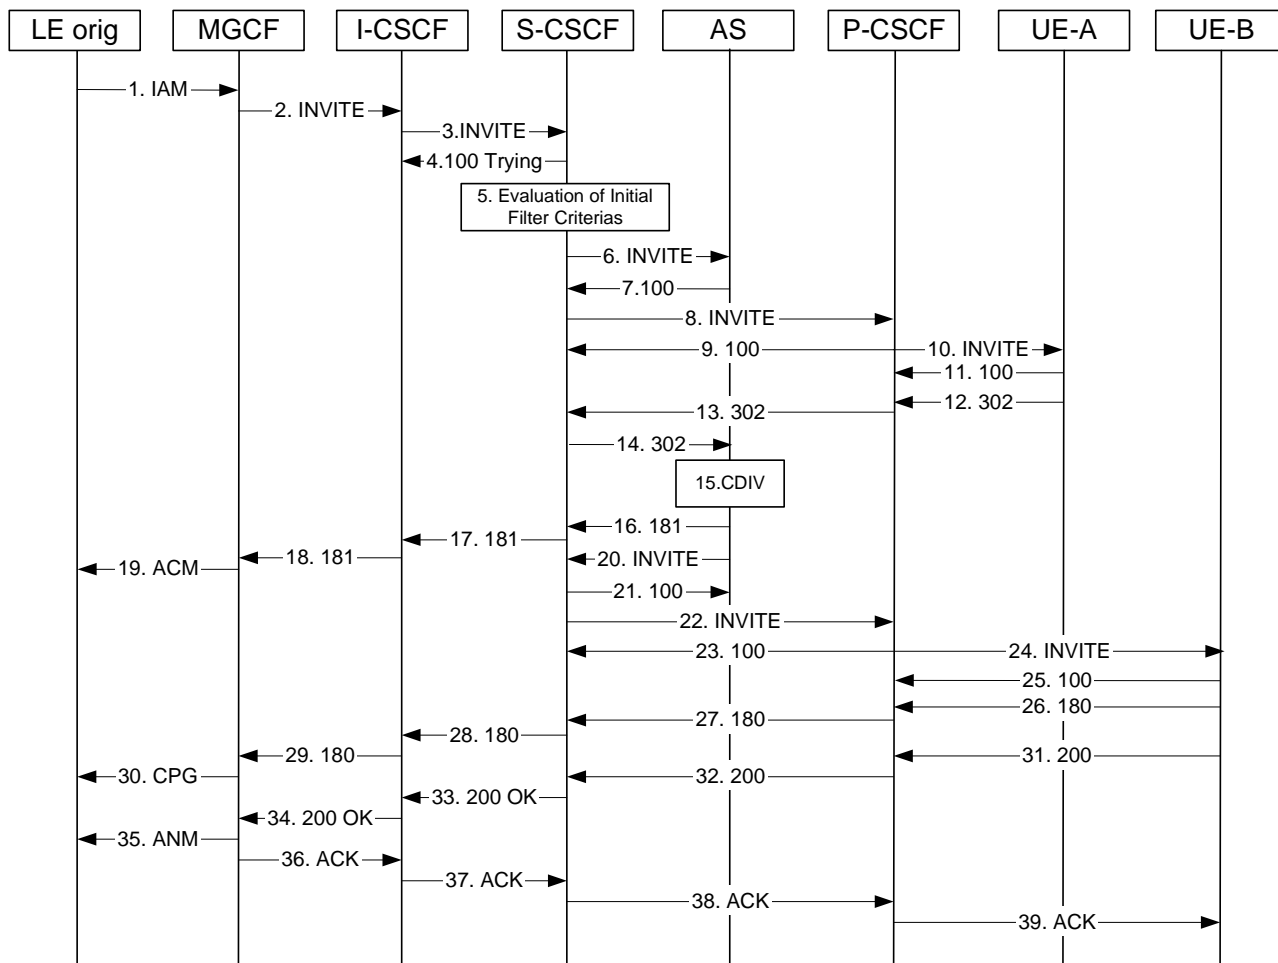 LE orig
MGCF
I-CSCF
S-CSCF
AS
P-CSCF
UE-A
UE-B
1. IAM
2. INVITE
3.INVITE
4.100 Trying
5. Evaluation of Initial
Filter Criterias
6. INVITE
7.100
8. INVITE
9. 100
10. INVITE
11. 100
12. 302
13. 302
14. 302
15.CDIV
16. 181
17. 181
18. 181
19. ACM
20. INVITE
21. 100
22. INVITE
23. 100
24. INVITE
25. 100
26. 180
27. 180
28. 180
29. 180
30. CPG
31. 200
32. 200
33. 200 OK
34. 200 OK
35. ANM
36. ACK
37. ACK
38. ACK
39. ACK